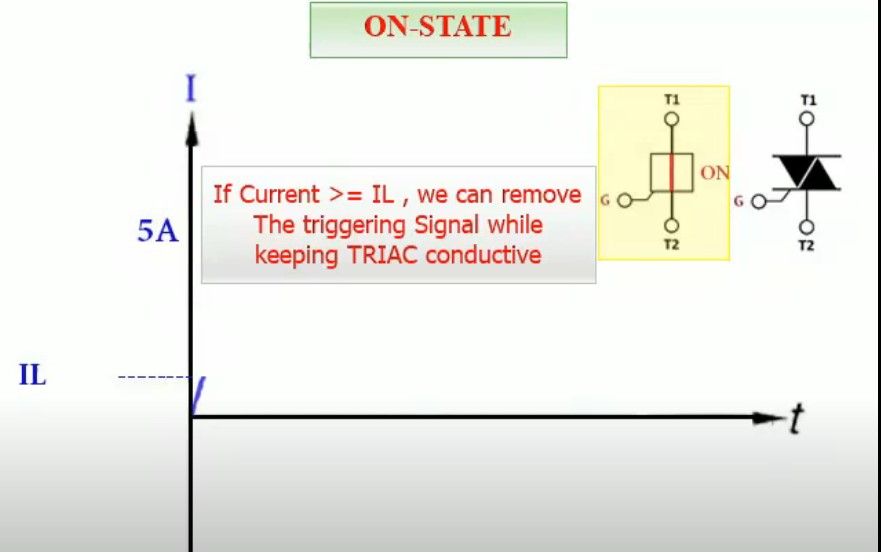 ON-STATE
I
T1
T1
ON
If Current >= IL , we can remove
The triggering Signal while
keeping TRIAC conductive
G
G
5A
T2
T2
IL
t